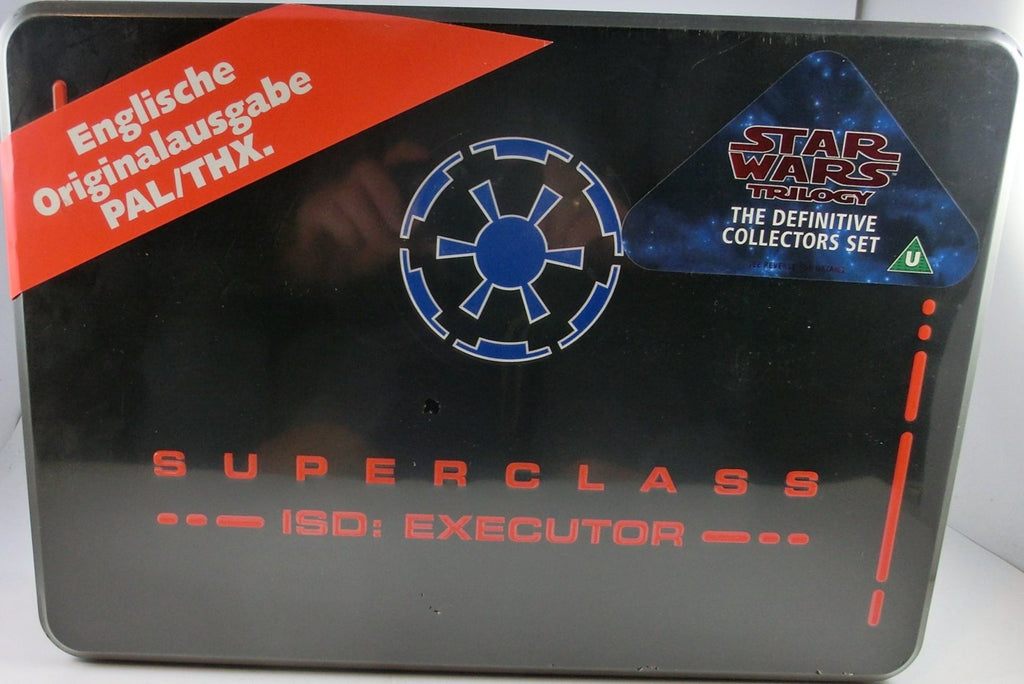 Englische
Originalausgabe
PAL/THX.
STAR
WARS
TRILOGY
THE DEFINITIVE
COLLECTORS SET
U
SUPERCLASS
ISD: EXECUTOR